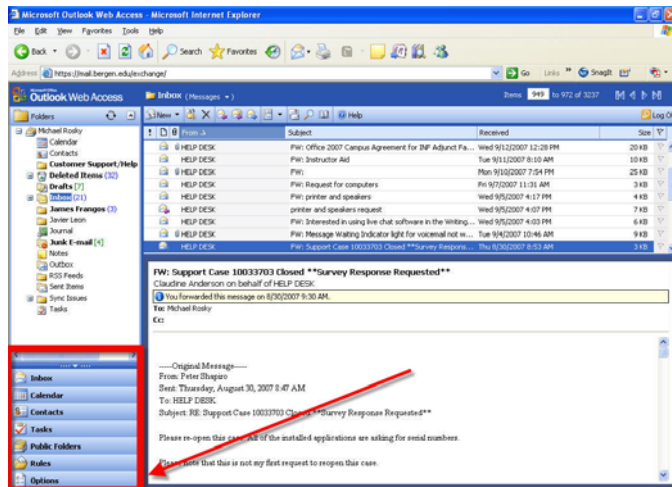 Microsoft Outlook Web Access - Microsoft Internet Explorer
File Edit View Favorites Tools Help
Back Search Favorites
Address https://mail.bergen.edu/exchange/ Go Links SnagIt
Microsoft Office
Outlook Web Access Inbox (Messages) Items 949 to 972 of 3237
Folders New Help Log O
From Subject Received Size
Michael Rosky
Calendar
Contacts
Customer Support/Help
Deleted Items (32)
Drafts [7]
Inbox (21)
James Frangos (3)
Javier Leon
Journal
Junk E-mail [4]
Notes
Outbox
RSS Feeds
Sent Items
Sync Issues
Tasks
HELP DESK FW: Office 2007 Campus Agreement for INF Adjunct Fa... Wed 9/12/2007 12:28 PM 20 KB
HELP DESK FW: Instructor Aid Tue 9/11/2007 8:10 AM 10 KB
HELP DESK FW: Mon 9/10/2007 7:54 PM 25 KB
HELP DESK FW: Request for computers Fri 9/7/2007 11:31 AM 3 KB
HELP DESK FW: printer and speakers Wed 9/5/2007 4:17 PM 4 KB
HELP DESK printer and speakers request Wed 9/5/2007 4:07 PM 7 KB
HELP DESK FW: Interested in using live chat software in the Writing... Wed 9/5/2007 4:03 PM 6 KB
HELP DESK FW: Message Waiting Indicator light for voicemail not w... Tue 9/4/2007 10:46 AM 9 KB
HELP DESK FW: Support Case 10033703 Closed **Survey Respons... Thu 8/30/2007 8:53 AM 3 KB
FW: Support Case 10033703 Closed **Survey Response Requested**
Claudine Anderson on behalf of HELP DESK
You forwarded this message on 8/30/2007 9:30 AM.
To: Michael Rosky
Cc:
-----Original Message-----
From: Peter Shapiro
Sent: Thursday, August 30, 2007 8:47 AM
To: HELP DESK
Subject: RE: Support Case 10033703 Closed **Survey Response Requested**
Please re-open this case. All of the installed applications are asking for serial numbers.
Please note that this is not my first request to reopen this case.
Inbox
Calendar
Contacts
Tasks
Public Folders
Rules
Options